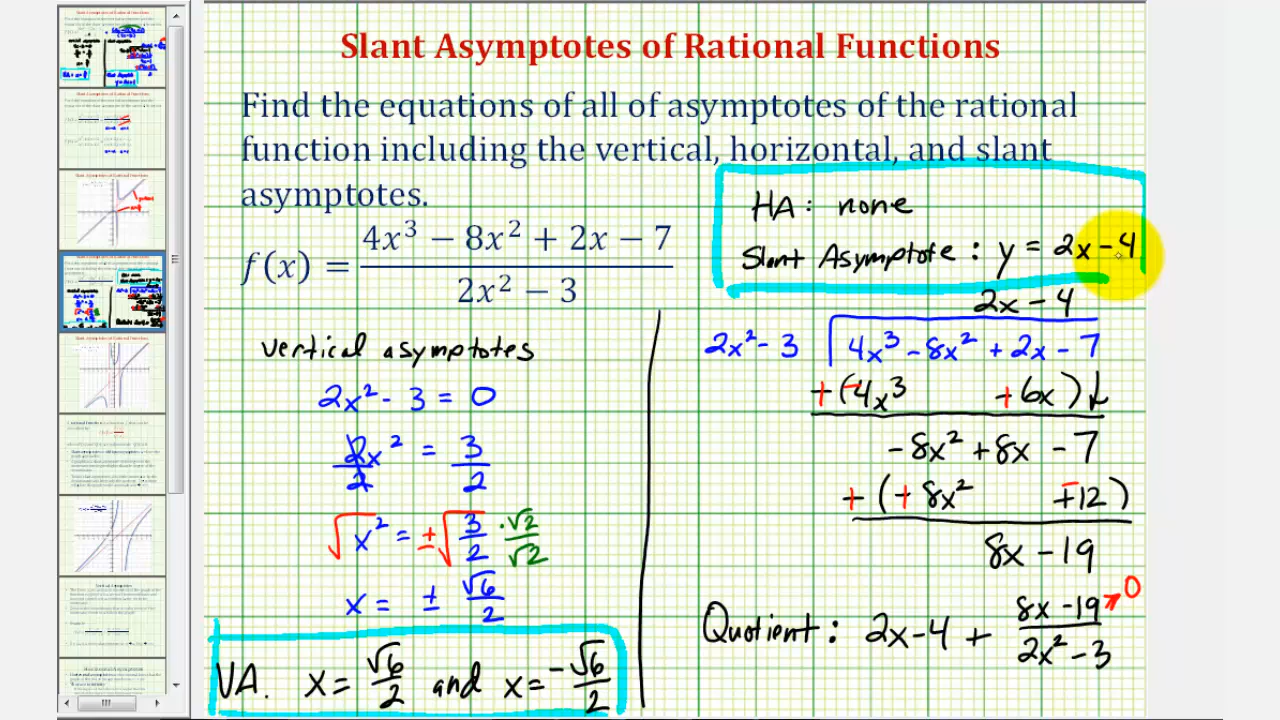 Slant Asymptotes of Rational Functions
Find the equations of all of asymptotes of the rational
function including the vertical, horizontal, and slant
asymptotes.
f(x) = (4x³ − 8x² + 2x − 7) / (2x² − 3)
HA: none
Slant Asymptote: y = 2x − 4
vertical asymptotes
2x² − 3 = 0
2x²/2 = 3/2
√x² = ±√3/2 · √2/√2
x = ± √6/2
VA. x = √6/2 and x = −√6/2
2x − 4
2x² − 3 4x³ − 8x² + 2x − 7
+ (−4x³ + 6x) ↓
−8x² + 8x − 7
+ (+8x² −12)
8x − 19
Quotient: 2x − 4 + (8x − 19) / (2x² − 3) → 0